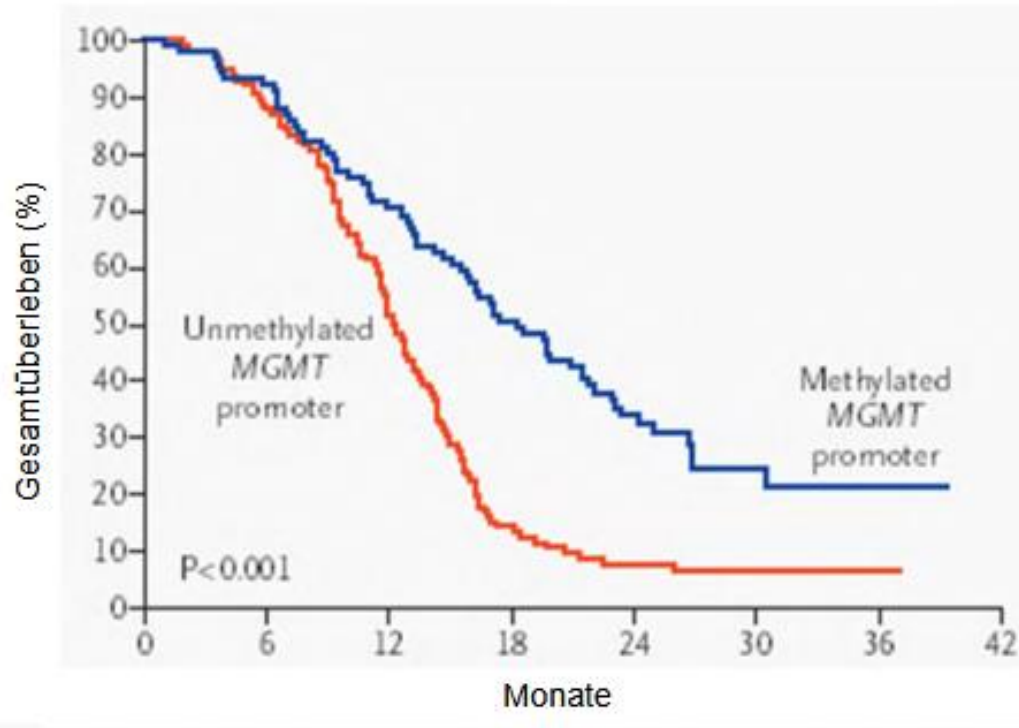 Gesamtüberleben (%)
100
90
80
70
60
50
40
30
20
10
0
Unmethylated
MGMT
promoter
Methylated
MGMT
promoter
P<0.001
0 6 12 18 24 30 36 42
Monate